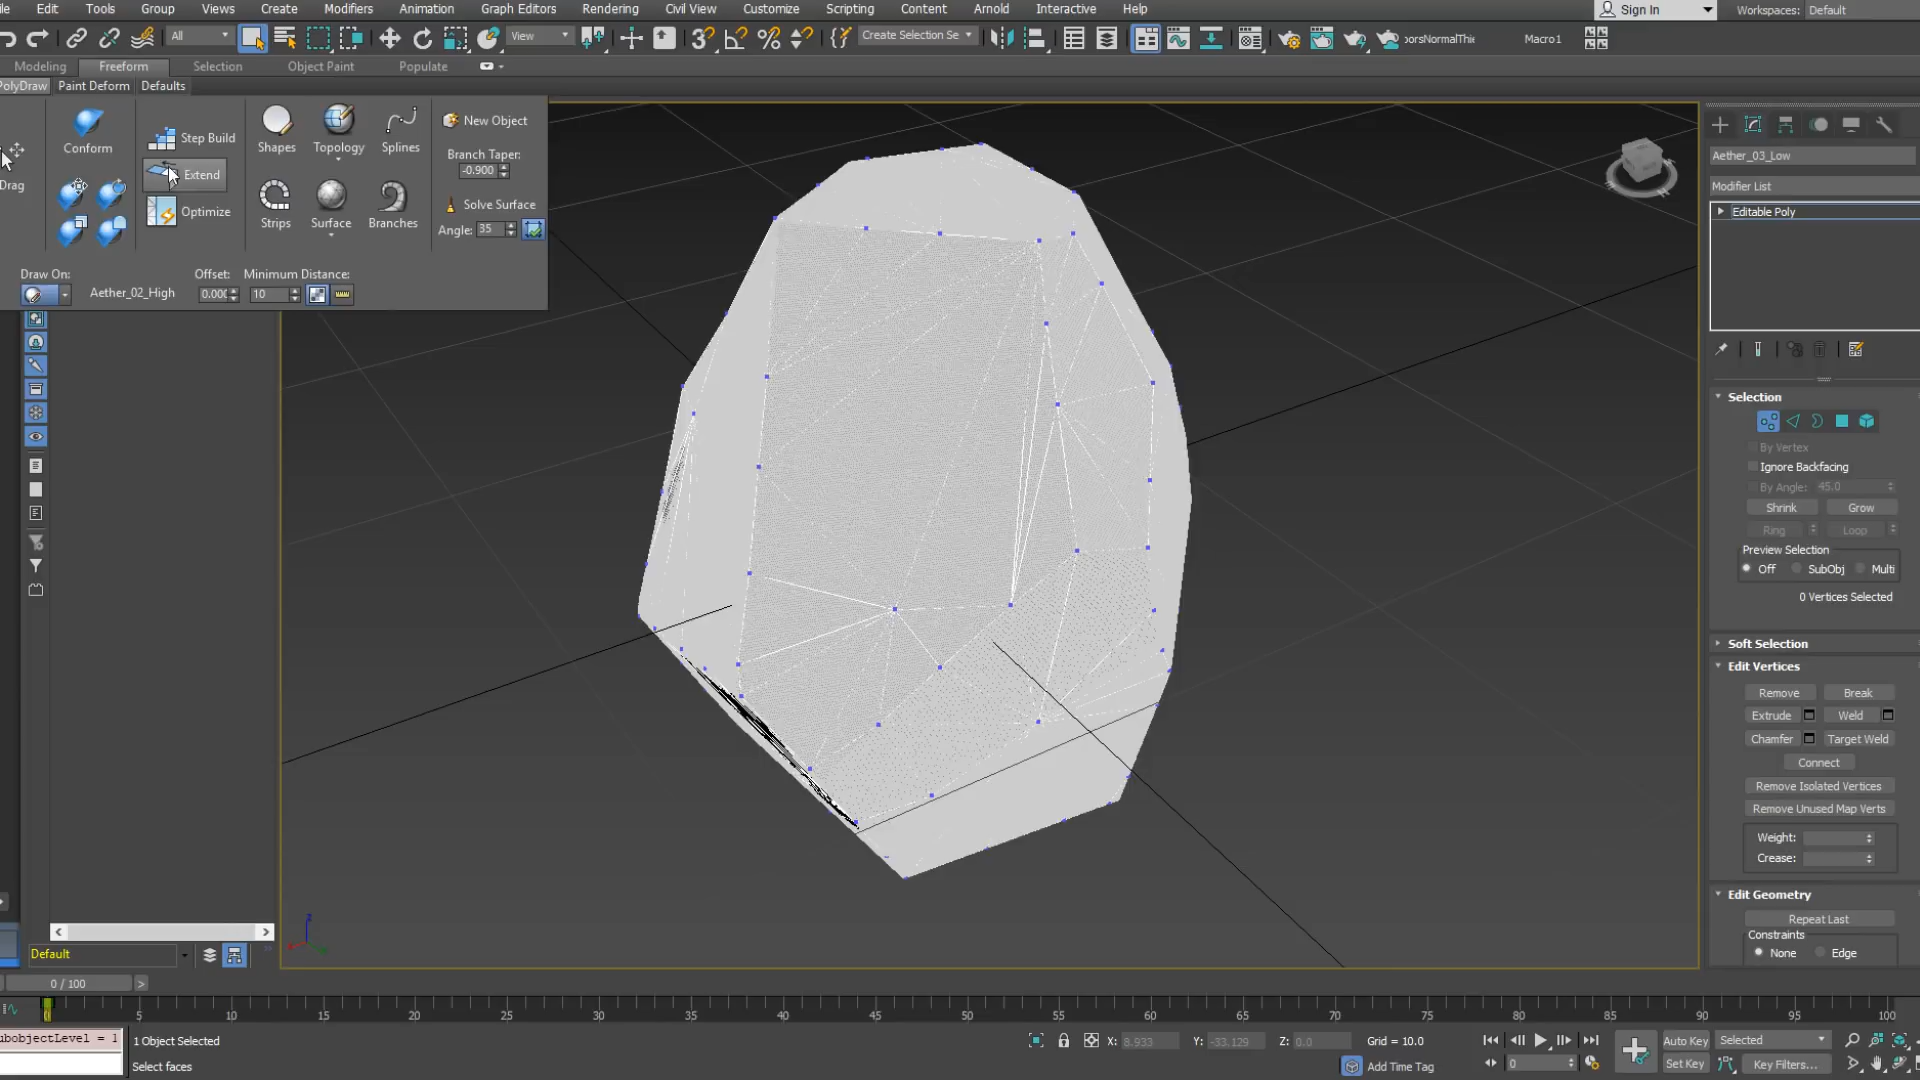 Edit Tools Group Views Create Modifiers Animation Graph Editors Rendering Civil View Customize Scripting Content Arnold Interactive Help
Sign In
Workspaces: Default
All
View
Create Selection Se
oorsNormalThie
Macro1
Modeling Freeform Selection Object Paint Populate
PolyDraw Paint Deform Defaults
Drag
Conform
Step Build
Extend
Optimize
Shapes Topology Splines
Strips Surface Branches
New Object
Branch Taper:
-0.900
Solve Surface
Angle: 35
Draw On: Offset: Minimum Distance:
Aether_02_High 0.000 10
Aether_03_Low
Modifier List
Editable Poly
Selection
By Vertex
Ignore Backfacing
By Angle: 45.0
Shrink Grow
Ring Loop
Preview Selection
Off SubObj Multi
0 Vertices Selected
Soft Selection
Edit Vertices
Remove Break
Extrude Weld
Chamfer Target Weld
Connect
Remove Isolated Vertices
Remove Unused Map Verts
Weight:
Crease:
Edit Geometry
Repeat Last
Constraints
None Edge
Default
0 / 100
5 10 15 20 25 30 35 40 45 50 55 60 65 70 75 80 85 90 95 100
ubobjectLevel = 1
1 Object Selected
Select faces
X: 8.933 Y: -33.129 Z: 0.0 Grid = 10.0
Add Time Tag
0
Auto Key Selected
Set Key Key Filters...